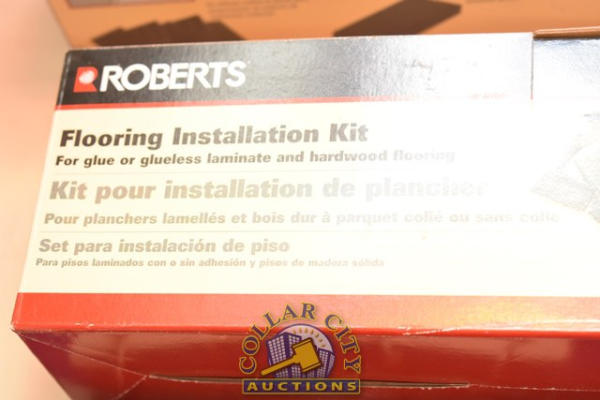 ROBERTS
Flooring Installation Kit
For glue or glueless laminate and hardwood flooring
Kit pour installation de plancher
Pour planchers lamellés et bois dur à parquet collé ou sans colle
Set para instalación de piso
Para pisos laminados con o sin adhesión y pisos de madera sólida
COLLAR CITY
AUCTIONS